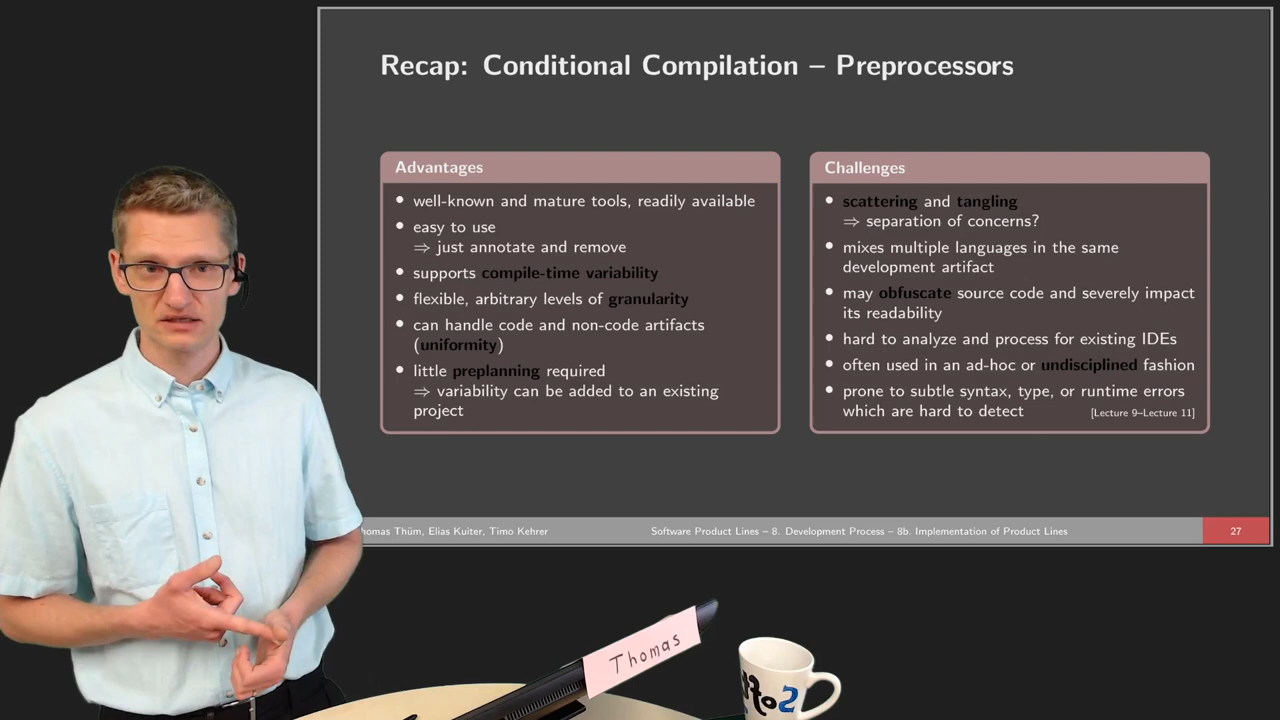 Recap: Conditional Compilation – Preprocessors
Advantages
• well-known and mature tools, readily available
• easy to use
⇒ just annotate and remove
• supports compile-time variability
• flexible, arbitrary levels of granularity
• can handle code and non-code artifacts
(uniformity)
• little preplanning required
⇒ variability can be added to an existing
project
Challenges
• scattering and tangling
⇒ separation of concerns?
• mixes multiple languages in the same
development artifact
• may obfuscate source code and severely impact
its readability
• hard to analyze and process for existing IDEs
• often used in an ad-hoc or undisciplined fashion
• prone to subtle syntax, type, or runtime errors
which are hard to detect [Lecture 9–Lecture 11]
Thüm, Elias Kuiter, Timo Kehrer
Software Product Lines – 8. Development Process – 8b. Implementation of Product Lines
27
Thomas